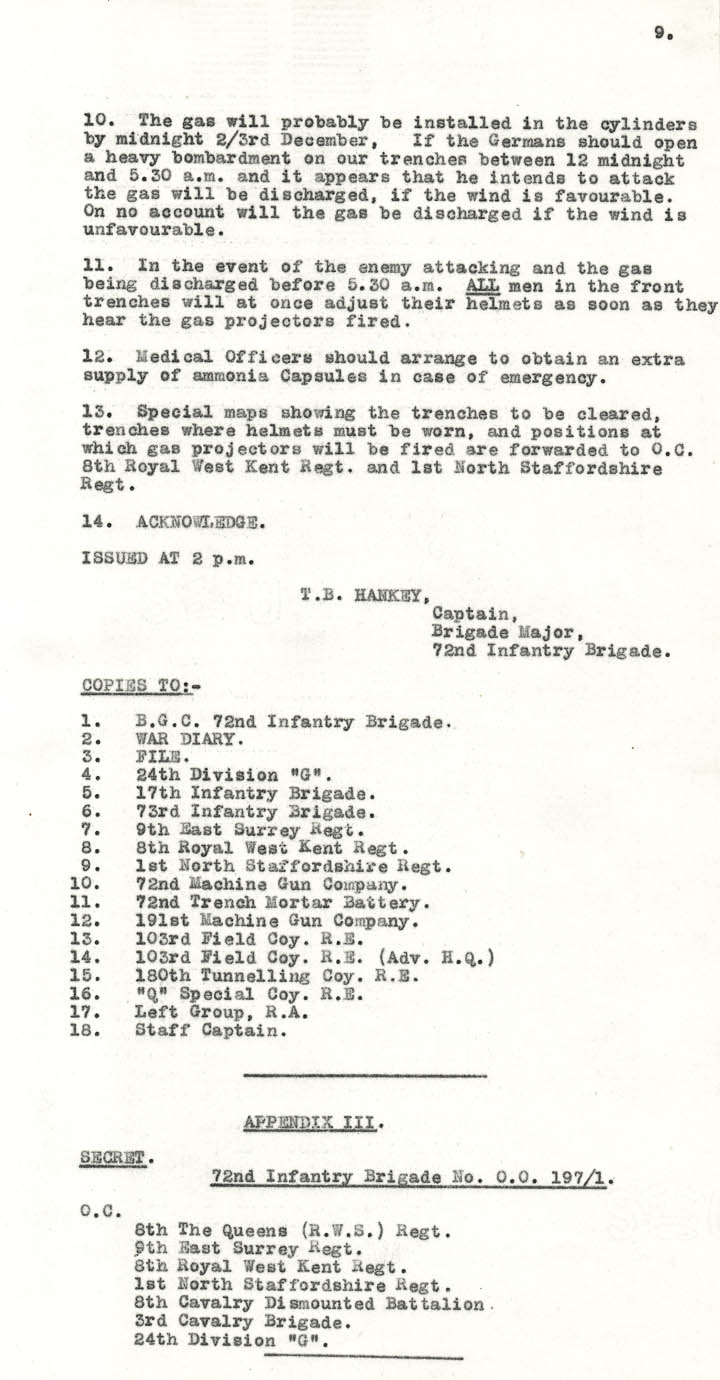 9.
10. The gas will probably be installed in the cylinders
by midnight 2/3rd December, If the Germans should open
a heavy bombardment on our trenches between 12 midnight
and 5.30 a.m. and it appears that he intends to attack
the gas will be discharged, if the wind is favourable.
On no account will the gas be discharged if the wind is
unfavourable.
11. In the event of the enemy attacking and the gas
being discharged before 5.30 a.m. ALL men in the front
trenches will at once adjust their helmets as soon as they
hear the gas projectors fired.
12. Medical Officers should arrange to obtain an extra
supply of ammonia Capsules in case of emergency.
13. Special maps showing the trenches to be cleared,
trenches where helmets must be worn, and positions at
which gas projectors will be fired are forwarded to O.C.
8th Royal West Kent Regt. and 1st North Staffordshire
Regt.
14. ACKNOWLEDGE.
ISSUED AT 2 p.m.
T.B. HANKEY,
Captain,
Brigade Major,
72nd Infantry Brigade.
COPIES TO:-
1. B.G.C. 72nd Infantry Brigade.
2. WAR DIARY.
3. FILE.
4. 24th Division "G".
5. 17th Infantry Brigade.
6. 73rd Infantry Brigade.
7. 9th East Surrey Regt.
8. 8th Royal West Kent Regt.
9. 1st North Staffordshire Regt.
10. 72nd Machine Gun Company.
11. 72nd Trench Mortar Battery.
12. 191st Machine Gun Company.
13. 103rd Field Coy. R.E.
14. 103rd Field Coy. R.E. (Adv. H.Q.)
15. 180th Tunnelling Coy. R.E.
16. "Q" Special Coy. R.E.
17. Left Group, R.A.
18. Staff Captain.
APPENDIX III.
SECRET.
72nd Infantry Brigade No. O.O. 197/1.
O.C.
8th The Queens (R.W.S.) Regt.
9th East Surrey Regt.
8th Royal West Kent Regt.
1st North Staffordshire Regt.
8th Cavalry Dismounted Battalion.
3rd Cavalry Brigade.
24th Division "G".